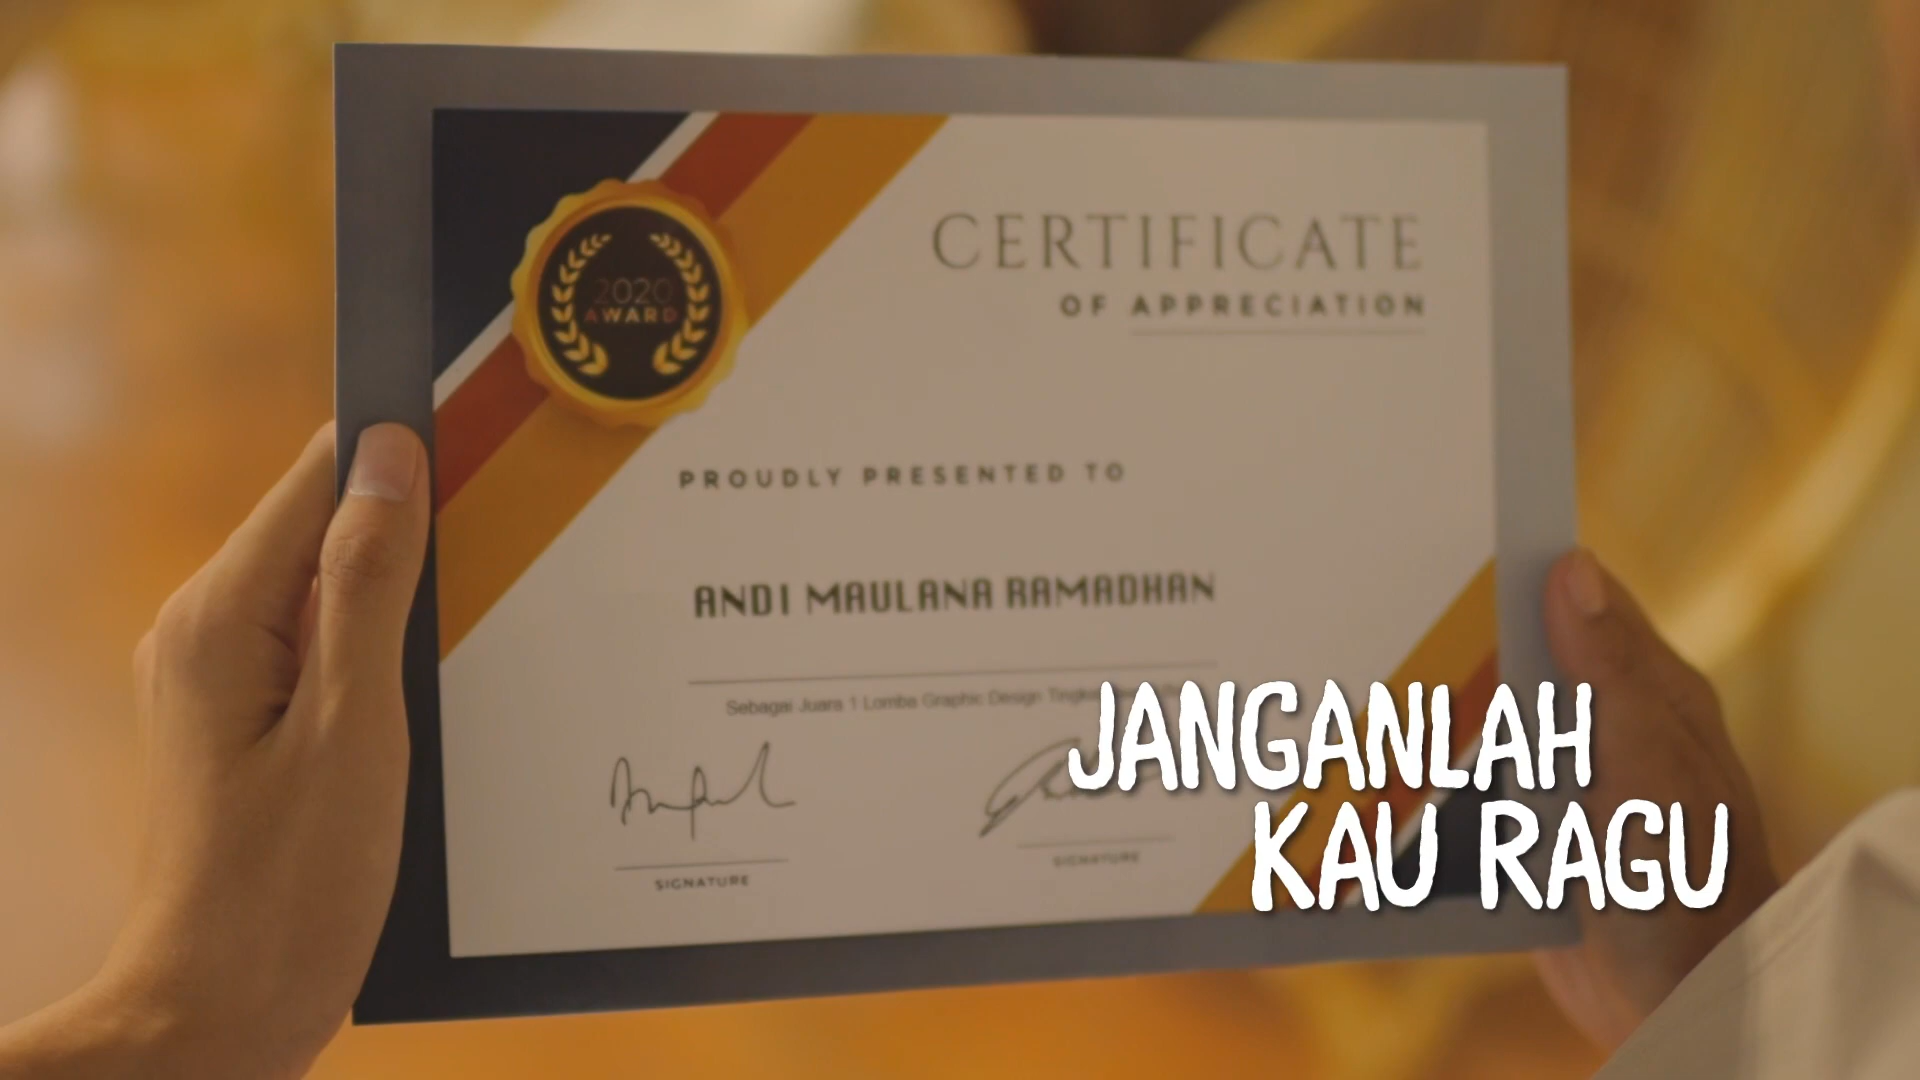 CERTIFICATE
OF APPRECIATION
2020
AWARD
PROUDLY PRESENTED TO
ANDI MAULANA RAMADHAN
Sebagai Juara 1 Lomba Graphic Design
JANGANLAH
KAU RAGU
SIGNATURE
SIGNATURE